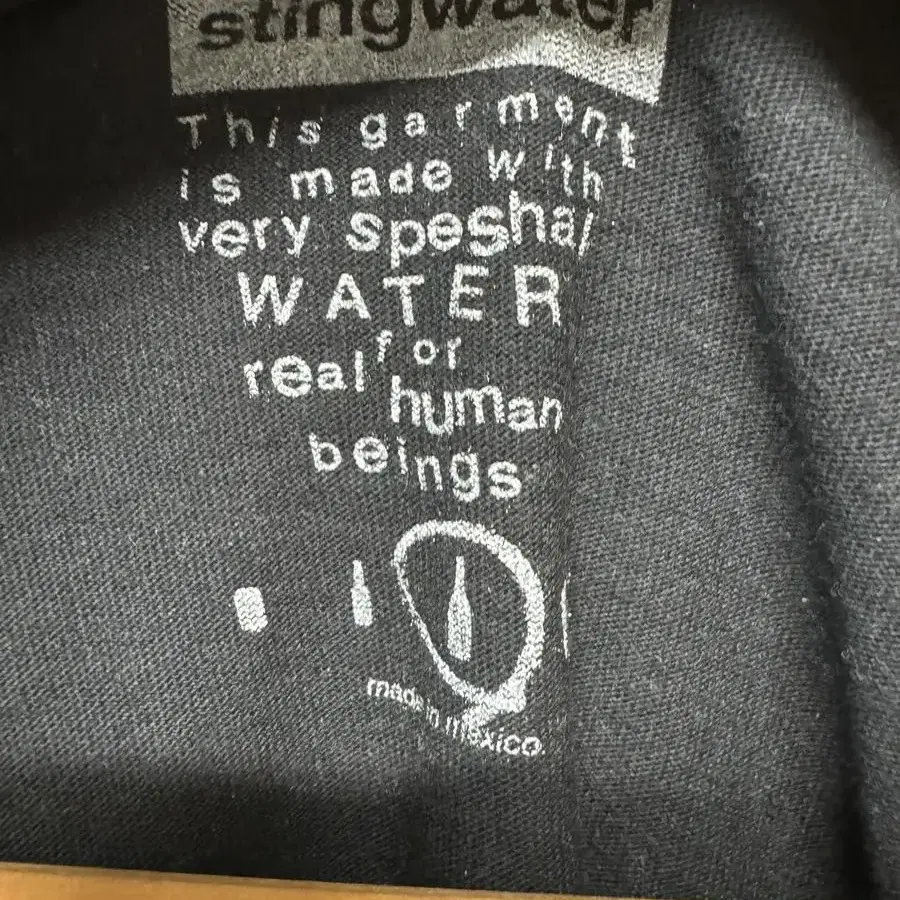 stingwater
This garment
is made with
very speshal
WATER
real for
human
beings
made in mexico